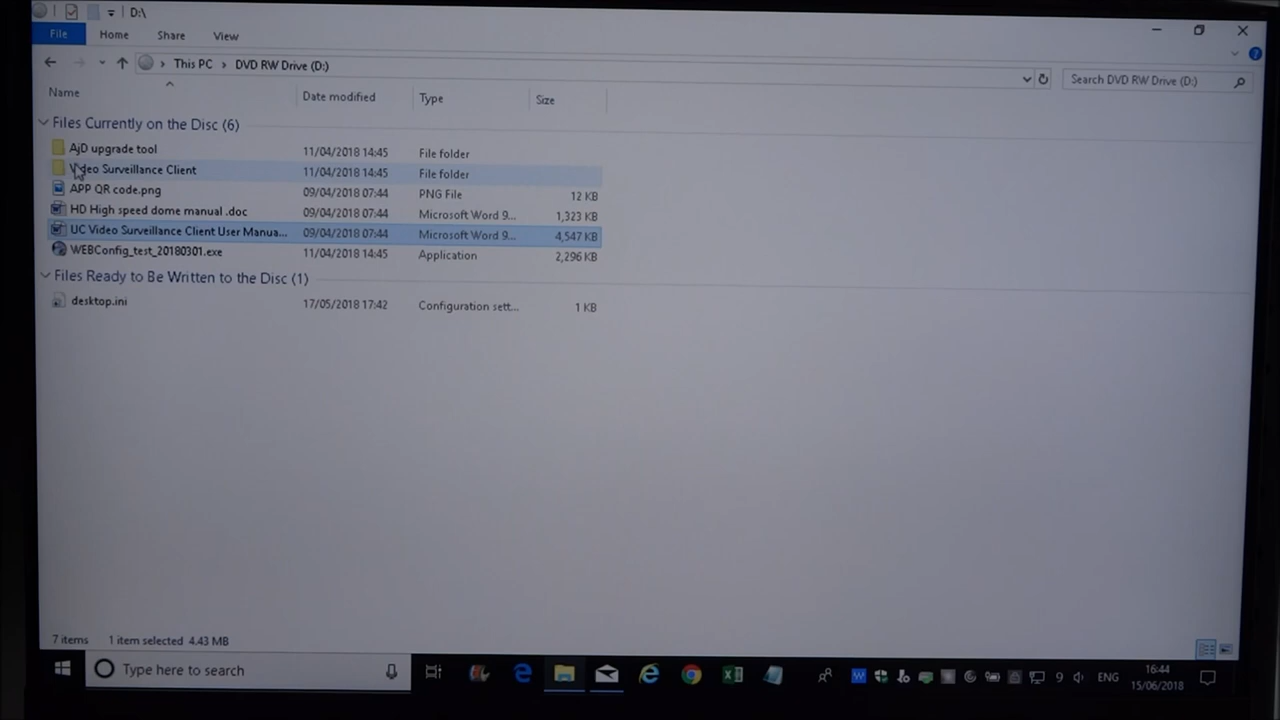 D:\
File Home Share View
This PC > DVD RW Drive (D:) Search DVD RW Drive (D:)
Name Date modified Type Size
Files Currently on the Disc (6)
AjD upgrade tool 11/04/2018 14:45 File folder
Video Surveillance Client 11/04/2018 14:45 File folder
APP QR code.png 09/04/2018 07:44 PNG File 12 KB
HD High speed dome manual .doc 09/04/2018 07:44 Microsoft Word 9... 1,323 KB
UC Video Surveillance Client User Manua... 09/04/2018 07:44 Microsoft Word 9... 4,547 KB
WEBConfig_test_20180301.exe 11/04/2018 14:45 Application 2,296 KB
Files Ready to Be Written to the Disc (1)
desktop.ini 17/05/2018 17:42 Configuration sett... 1 KB
7 items 1 item selected 4.43 MB
Type here to search ENG 16:44
15/06/2018